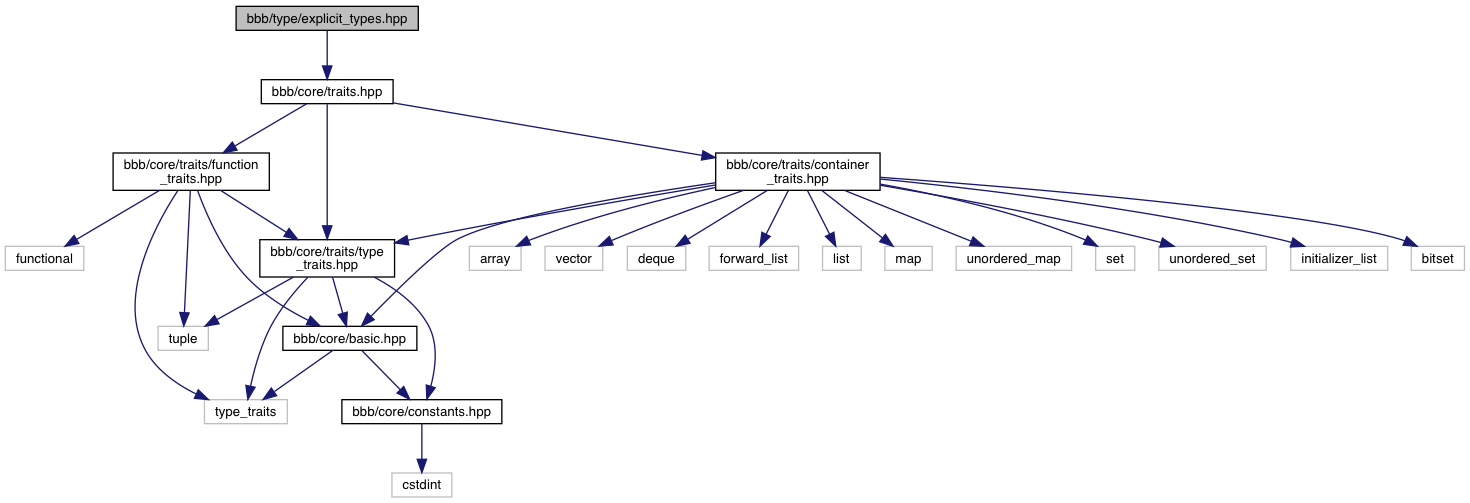 bbb/type/explicit_types.hpp
bbb/core/traits.hpp
bbb/core/traits/function
_traits.hpp
bbb/core/traits/container
_traits.hpp
functional
bbb/core/traits/type
_traits.hpp
array
vector
deque
forward_list
list
map
unordered_map
set
unordered_set
initializer_list
bitset
tuple
bbb/core/basic.hpp
type_traits
bbb/core/constants.hpp
cstdint